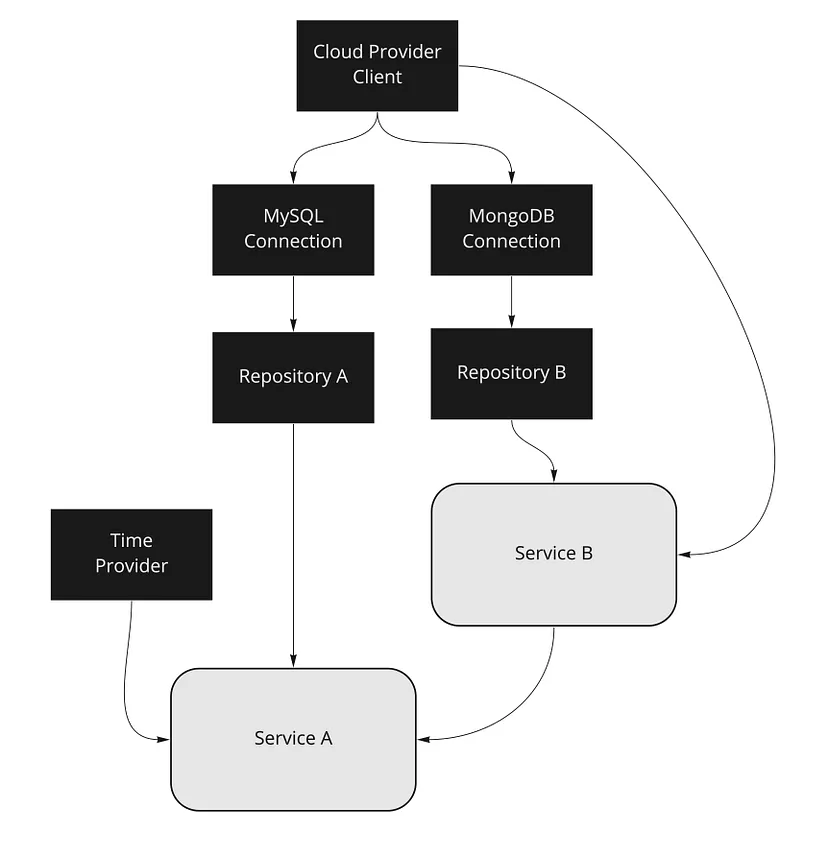 Cloud Provider
Client
MySQL
Connection
MongoDB
Connection
Repository A
Repository B
Time
Provider
Service B
Service A